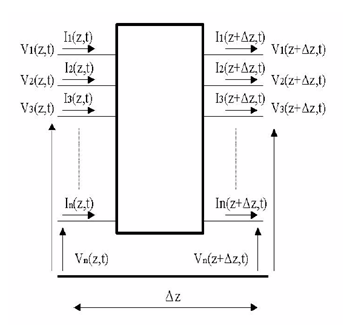 I1(z,t) I1(z+Δz,t)
V1(z,t) V1(z+Δz,t)
I2(z,t) I2(z+Δz,t)
V2(z,t) V2(z+Δz,t)
I3(z,t) I3(z+Δz,t)
V3(z,t) V3(z+Δz,t)
In(z,t) In(z+Δz,t)
Vn(z,t) Vn(z+Δz,t)
Δz